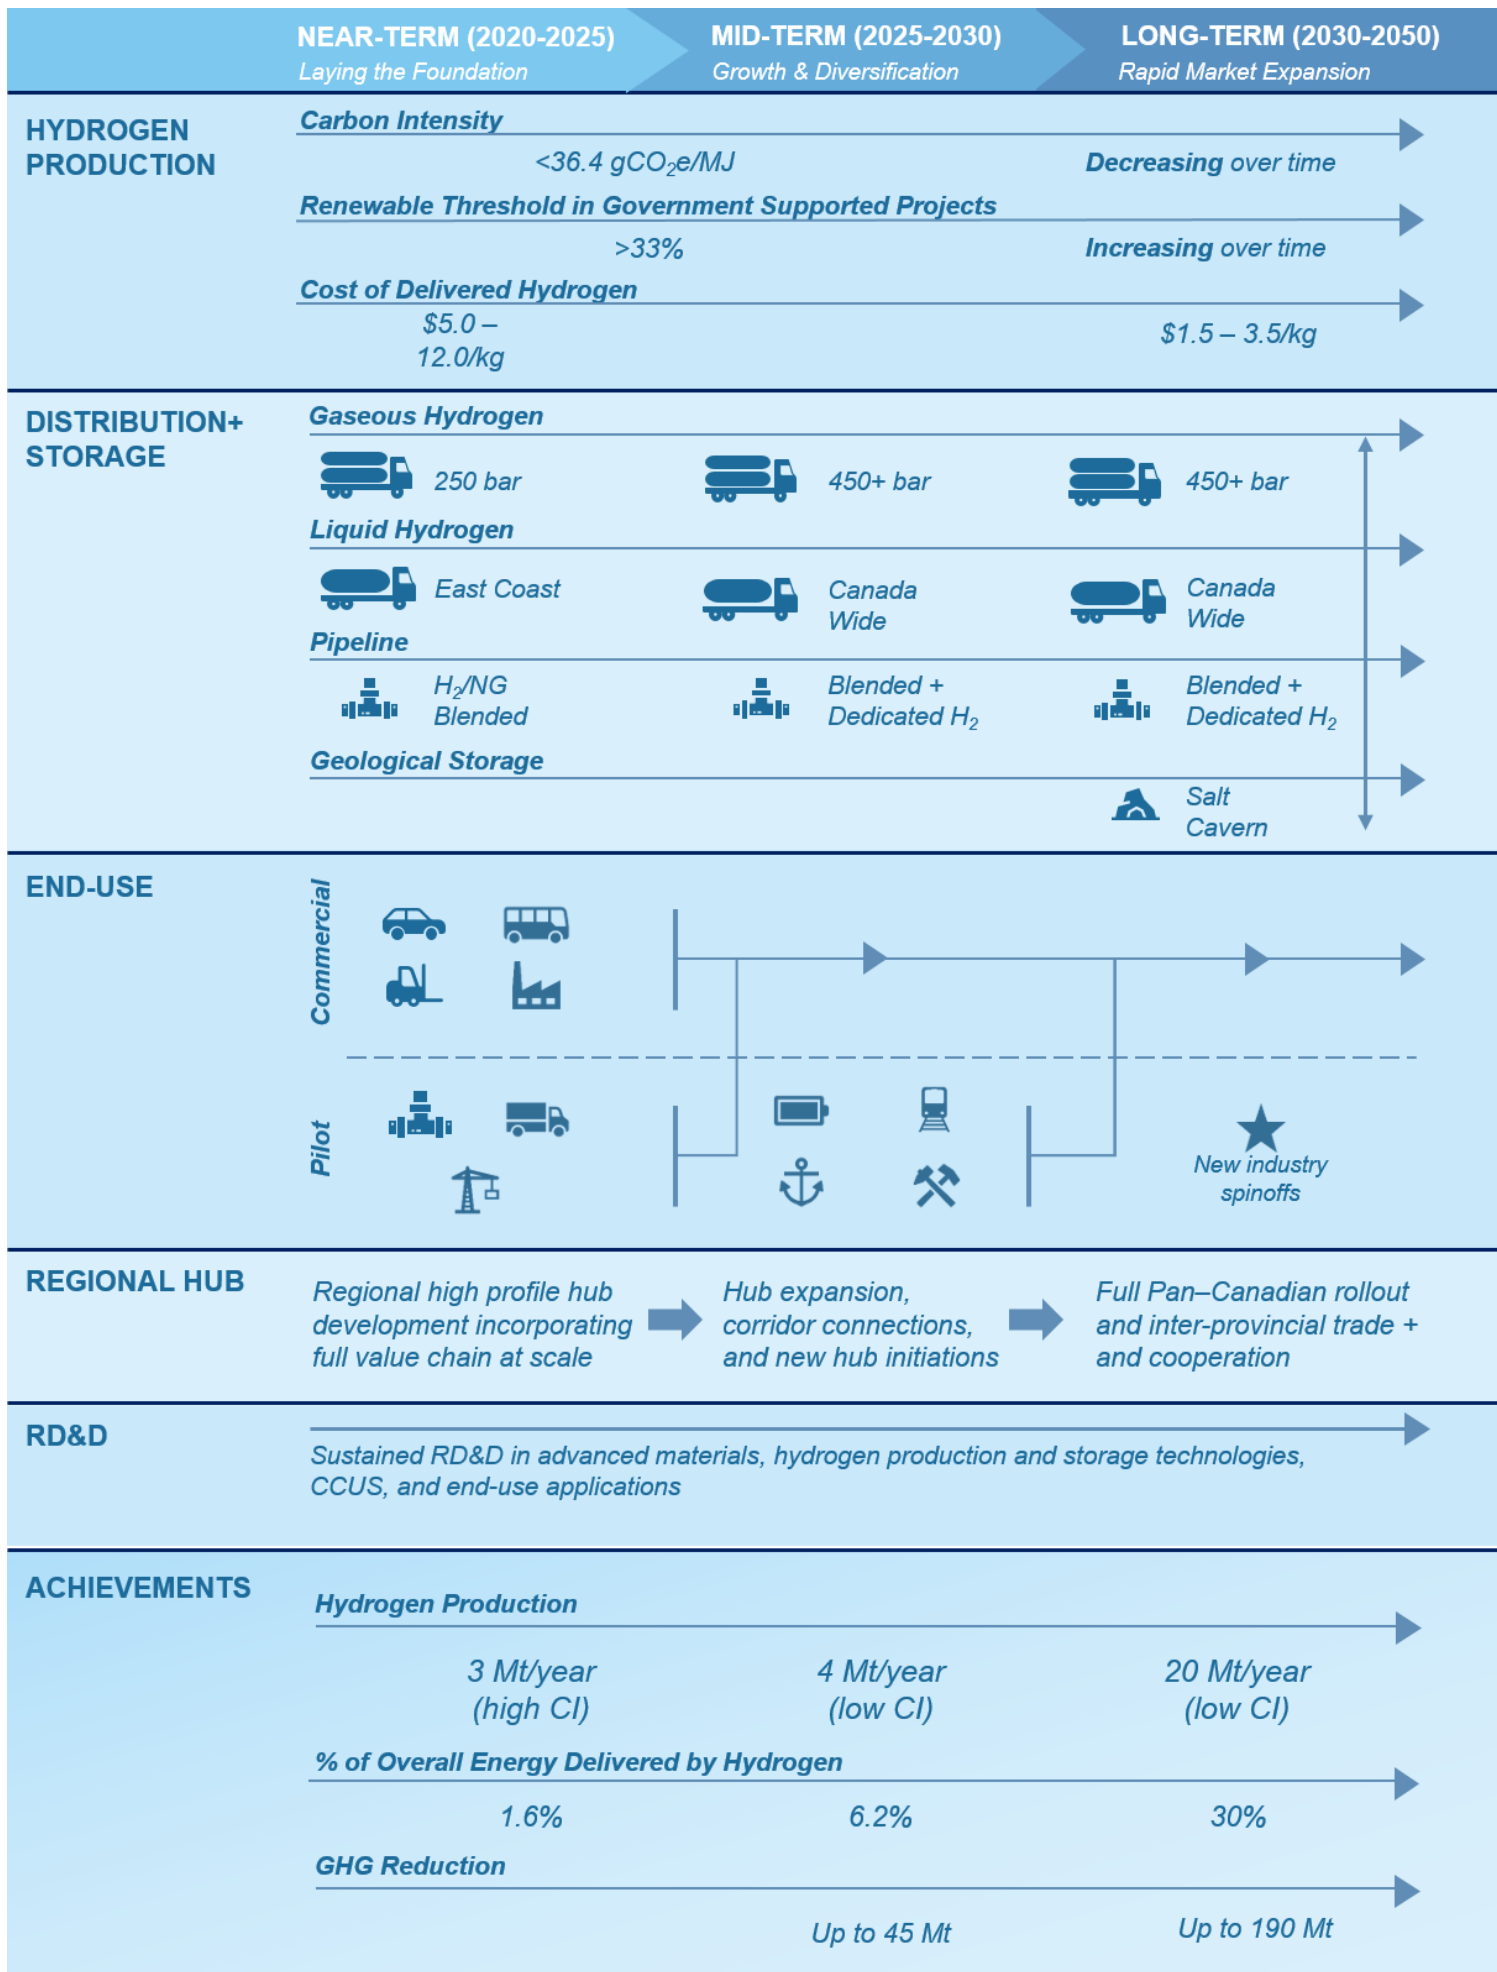 NEAR-TERM (2020-2025)
Laying the Foundation
MID-TERM (2025-2030)
Growth & Diversification
LONG-TERM (2030-2050)
Rapid Market Expansion
HYDROGEN
PRODUCTION
Carbon Intensity
<36.4 gCO₂e/MJ
Decreasing over time
Renewable Threshold in Government Supported Projects
>33%
Increasing over time
Cost of Delivered Hydrogen
$5.0 –
12.0/kg
$1.5 – 3.5/kg
DISTRIBUTION+
STORAGE
Gaseous Hydrogen
250 bar
450+ bar
450+ bar
Liquid Hydrogen
East Coast
Canada
Wide
Canada
Wide
Pipeline
H₂/NG
Blended
Blended +
Dedicated H₂
Blended +
Dedicated H₂
Geological Storage
Salt
Cavern
END-USE
Commercial
Pilot
New industry
spinoffs
REGIONAL HUB
Regional high profile hub
development incorporating
full value chain at scale
Hub expansion,
corridor connections,
and new hub initiations
Full Pan–Canadian rollout
and inter-provincial trade +
and cooperation
RD&D
Sustained RD&D in advanced materials, hydrogen production and storage technologies,
CCUS, and end-use applications
ACHIEVEMENTS
Hydrogen Production
3 Mt/year
(high CI)
4 Mt/year
(low CI)
20 Mt/year
(low CI)
% of Overall Energy Delivered by Hydrogen
1.6%
6.2%
30%
GHG Reduction
Up to 45 Mt
Up to 190 Mt